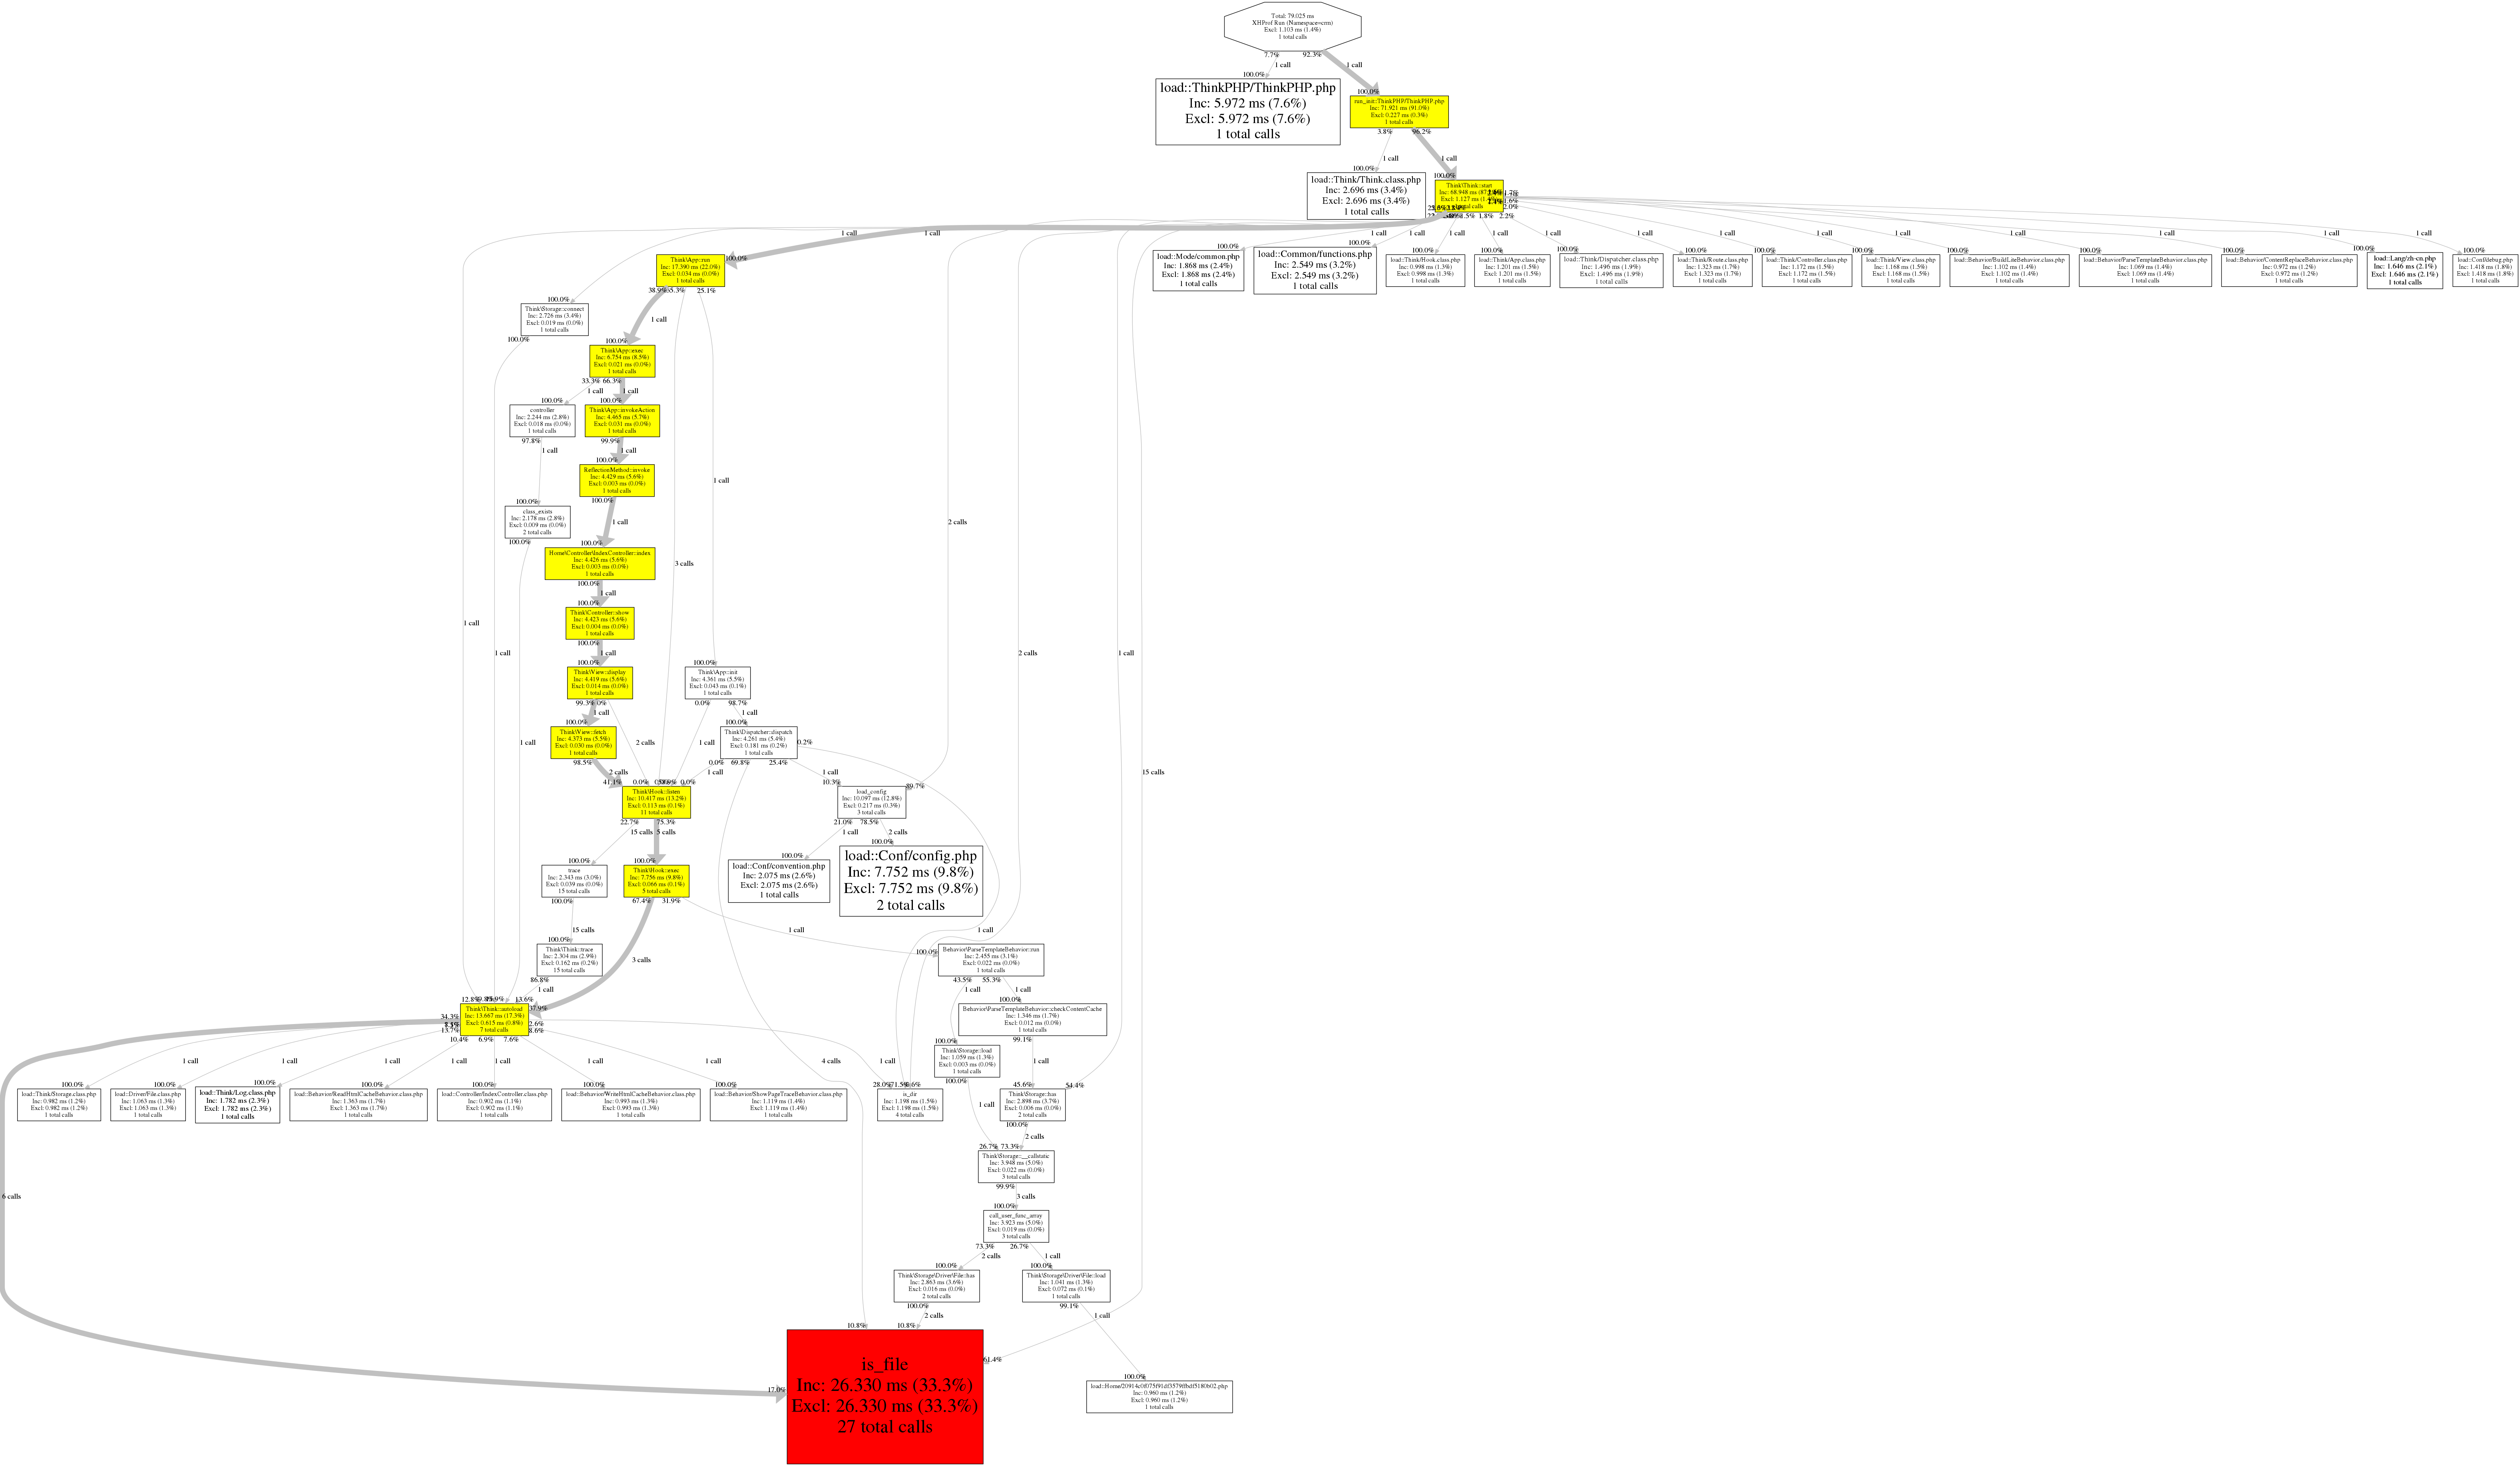 Total: 79.025 ms
XHProf Run (Namespace=crm)
Excl: 1.103 ms (1.4%)
1 total calls
7.7%
92.3%
1 call
1 call
100.0%
load::ThinkPHP/ThinkPHP.php
Inc: 5.972 ms (7.6%)
Excl: 5.972 ms (7.6%)
1 total calls
100.0%
run_init::ThinkPHP/ThinkPHP.php
Inc: 71.921 ms (91.0%)
Excl: 0.227 ms (0.3%)
1 total calls
3.8%
96.2%
1 call
1 call
100.0%
load::Think/Think.class.php
Inc: 2.696 ms (3.4%)
Excl: 2.696 ms (3.4%)
1 total calls
100.0%
Think\Think::start
1.8%
2.2%
2.0%
1 call
1 call
100.0%
Think\App::run
Inc: 17.390 ms (22.0%)
Excl: 0.034 ms (0.0%)
1 total calls
25.1%
1 call
100.0%
load::Mode/common.php
Inc: 1.868 ms (2.4%)
Excl: 1.868 ms (2.4%)
1 total calls
1 call
100.0%
load::Common/functions.php
Inc: 2.549 ms (3.2%)
Excl: 2.549 ms (3.2%)
1 total calls
1 call
100.0%
load::Think/Hook.class.php
Inc: 0.998 ms (1.3%)
Excl: 0.998 ms (1.3%)
1 total calls
1 call
100.0%
load::Think/App.class.php
Inc: 1.201 ms (1.5%)
Excl: 1.201 ms (1.5%)
1 total calls
1 call
100.0%
load::Think/Dispatcher.class.php
Inc: 1.496 ms (1.9%)
Excl: 1.496 ms (1.9%)
1 total calls
1 call
100.0%
load::Think/Route.class.php
Inc: 1.323 ms (1.7%)
Excl: 1.323 ms (1.7%)
1 total calls
1 call
100.0%
load::Think/Controller.class.php
Inc: 1.172 ms (1.5%)
Excl: 1.172 ms (1.5%)
1 total calls
1 call
100.0%
load::Think/View.class.php
Inc: 1.168 ms (1.5%)
Excl: 1.168 ms (1.5%)
1 total calls
1 call
100.0%
load::Behavior/BuildLiteBehavior.class.php
Inc: 1.102 ms (1.4%)
Excl: 1.102 ms (1.4%)
1 total calls
1 call
100.0%
load::Behavior/ParseTemplateBehavior.class.php
Inc: 1.069 ms (1.4%)
Excl: 1.069 ms (1.4%)
1 total calls
1 call
100.0%
load::Behavior/ContentReplaceBehavior.class.php
Inc: 0.972 ms (1.2%)
Excl: 0.972 ms (1.2%)
1 total calls
1 call
100.0%
load::Lang/zh-cn.php
Inc: 1.646 ms (2.1%)
Excl: 1.646 ms (2.1%)
1 total calls
1 call
100.0%
load::Conf/debug.php
Inc: 1.418 ms (1.8%)
Excl: 1.418 ms (1.8%)
1 total calls
100.0%
Think\Storage::connect
Inc: 2.726 ms (3.4%)
Excl: 0.019 ms (0.0%)
1 total calls
100.0%
1 call
100.0%
Think\App::exec
Inc: 6.754 ms (8.5%)
Excl: 0.021 ms (0.0%)
1 total calls
33.3%
66.3%
1 call
1 call
100.0%
controller
Inc: 2.244 ms (2.8%)
Excl: 0.018 ms (0.0%)
1 total calls
97.8%
1 call
100.0%
Think\App::invokeAction
Inc: 4.465 ms (5.7%)
Excl: 0.031 ms (0.0%)
1 total calls
99.9%
1 call
100.0%
ReflectionMethod::invoke
Inc: 4.429 ms (5.6%)
Excl: 0.003 ms (0.0%)
1 total calls
100.0%
1 call
1 call
100.0%
class_exists
Inc: 2.178 ms (2.8%)
Excl: 0.009 ms (0.0%)
2 total calls
100.0%
2 calls
100.0%
Home\Controller\IndexController::index
Inc: 4.426 ms (5.6%)
Excl: 0.003 ms (0.0%)
1 total calls
100.0%
3 calls
1 call
100.0%
Think\Controller::show
Inc: 4.423 ms (5.6%)
Excl: 0.004 ms (0.0%)
1 total calls
100.0%
1 call
1 call
1 call
2 calls
1 call
100.0%
Think\View::display
Inc: 4.419 ms (5.6%)
Excl: 0.014 ms (0.0%)
1 total calls
99.3%
1 call
100.0%
Think\App::init
Inc: 4.361 ms (5.5%)
Excl: 0.043 ms (0.1%)
1 total calls
0.0%
98.7%
1 call
100.0%
Think\View::fetch
Inc: 4.373 ms (5.5%)
Excl: 0.030 ms (0.0%)
1 total calls
98.5%
1 call
2 calls
1 call
100.0%
Think\Dispatcher::dispatch
Inc: 4.261 ms (5.4%)
Excl: 0.181 ms (0.2%)
1 total calls
0.2%
0.0%
69.8%
25.4%
2 calls
1 call
1 call
15 calls
41.1%
0.0%
0.0%
Think\Hook::listen
Inc: 10.417 ms (13.2%)
Excl: 0.113 ms (0.1%)
11 total calls
22.7%
75.3%
10.3%
89.7%
load_config
Inc: 10.097 ms (12.8%)
Excl: 0.217 ms (0.3%)
3 total calls
21.0%
78.5%
15 calls
5 calls
1 call
2 calls
100.0%
trace
Inc: 2.343 ms (3.0%)
Excl: 0.039 ms (0.0%)
15 total calls
100.0%
100.0%
Think\Hook::exec
Inc: 7.756 ms (9.8%)
Excl: 0.066 ms (0.1%)
5 total calls
67.4%
31.9%
100.0%
load::Conf/convention.php
Inc: 2.075 ms (2.6%)
Excl: 2.075 ms (2.6%)
1 total calls
100.0%
load::Conf/config.php
Inc: 7.752 ms (9.8%)
Excl: 7.752 ms (9.8%)
2 total calls
15 calls
1 call
1 call
100.0%
Think\Think::trace
Inc: 2.304 ms (2.9%)
Excl: 0.162 ms (0.2%)
15 total calls
86.8%
3 calls
100.0%
Behavior\ParseTemplateBehavior::run
Inc: 2.455 ms (3.1%)
Excl: 0.022 ms (0.0%)
1 total calls
43.5%
55.3%
1 call
1 call
1 call
12.8%
13.6%
37.9%
34.3%
13.7%
Think\Think::autoload
Inc: 13.667 ms (17.3%)
Excl: 0.615 ms (0.8%)
7 total calls
2.6%
8.6%
10.4%
6.9%
7.6%
100.0%
Behavior\ParseTemplateBehavior::checkContentCache
Inc: 1.346 ms (1.7%)
Excl: 0.012 ms (0.0%)
1 total calls
99.1%
100.0%
Think\Storage::load
Inc: 1.059 ms (1.3%)
Excl: 0.003 ms (0.0%)
1 total calls
100.0%
1 call
1 call
1 call
1 call
1 call
1 call
1 call
4 calls
1 call
1 call
100.0%
load::Think/Storage.class.php
Inc: 0.982 ms (1.2%)
Excl: 0.982 ms (1.2%)
1 total calls
100.0%
load::Driver/File.class.php
Inc: 1.063 ms (1.3%)
Excl: 1.063 ms (1.3%)
1 total calls
100.0%
load::Think/Log.class.php
Inc: 1.782 ms (2.3%)
Excl: 1.782 ms (2.3%)
1 total calls
100.0%
load::Behavior/ReadHtmlCacheBehavior.class.php
Inc: 1.363 ms (1.7%)
Excl: 1.363 ms (1.7%)
1 total calls
100.0%
load::Controller/IndexController.class.php
Inc: 0.902 ms (1.1%)
Excl: 0.902 ms (1.1%)
1 total calls
100.0%
load::Behavior/WriteHtmlCacheBehavior.class.php
Inc: 0.993 ms (1.3%)
Excl: 0.993 ms (1.3%)
1 total calls
100.0%
load::Behavior/ShowPageTraceBehavior.class.php
Inc: 1.119 ms (1.4%)
Excl: 1.119 ms (1.4%)
1 total calls
28.0%
71.5%
is_dir
Inc: 1.198 ms (1.5%)
Excl: 1.198 ms (1.5%)
4 total calls
45.6%
54.4%
Think\Storage::has
Inc: 2.898 ms (3.7%)
Excl: 0.006 ms (0.0%)
2 total calls
100.0%
1 call
2 calls
26.7%
73.3%
Think\Storage::__callstatic
Inc: 3.948 ms (5.0%)
Excl: 0.022 ms (0.0%)
3 total calls
99.9%
6 calls
3 calls
100.0%
call_user_func_array
Inc: 3.923 ms (5.0%)
Excl: 0.019 ms (0.0%)
3 total calls
73.3%
26.7%
2 calls
1 call
100.0%
Think\Storage\Driver\File::has
Inc: 2.863 ms (3.6%)
Excl: 0.016 ms (0.0%)
2 total calls
100.0%
100.0%
Think\Storage\Driver\File::load
Inc: 1.041 ms (1.3%)
Excl: 0.072 ms (0.1%)
1 total calls
99.1%
2 calls
1 call
10.8%
10.8%
61.4%
17.0%
is_file
Inc: 26.330 ms (33.3%)
Excl: 26.330 ms (33.3%)
27 total calls
100.0%
Inc: 0.960 ms (1.2%)
Excl: 0.960 ms (1.2%)
1 total calls